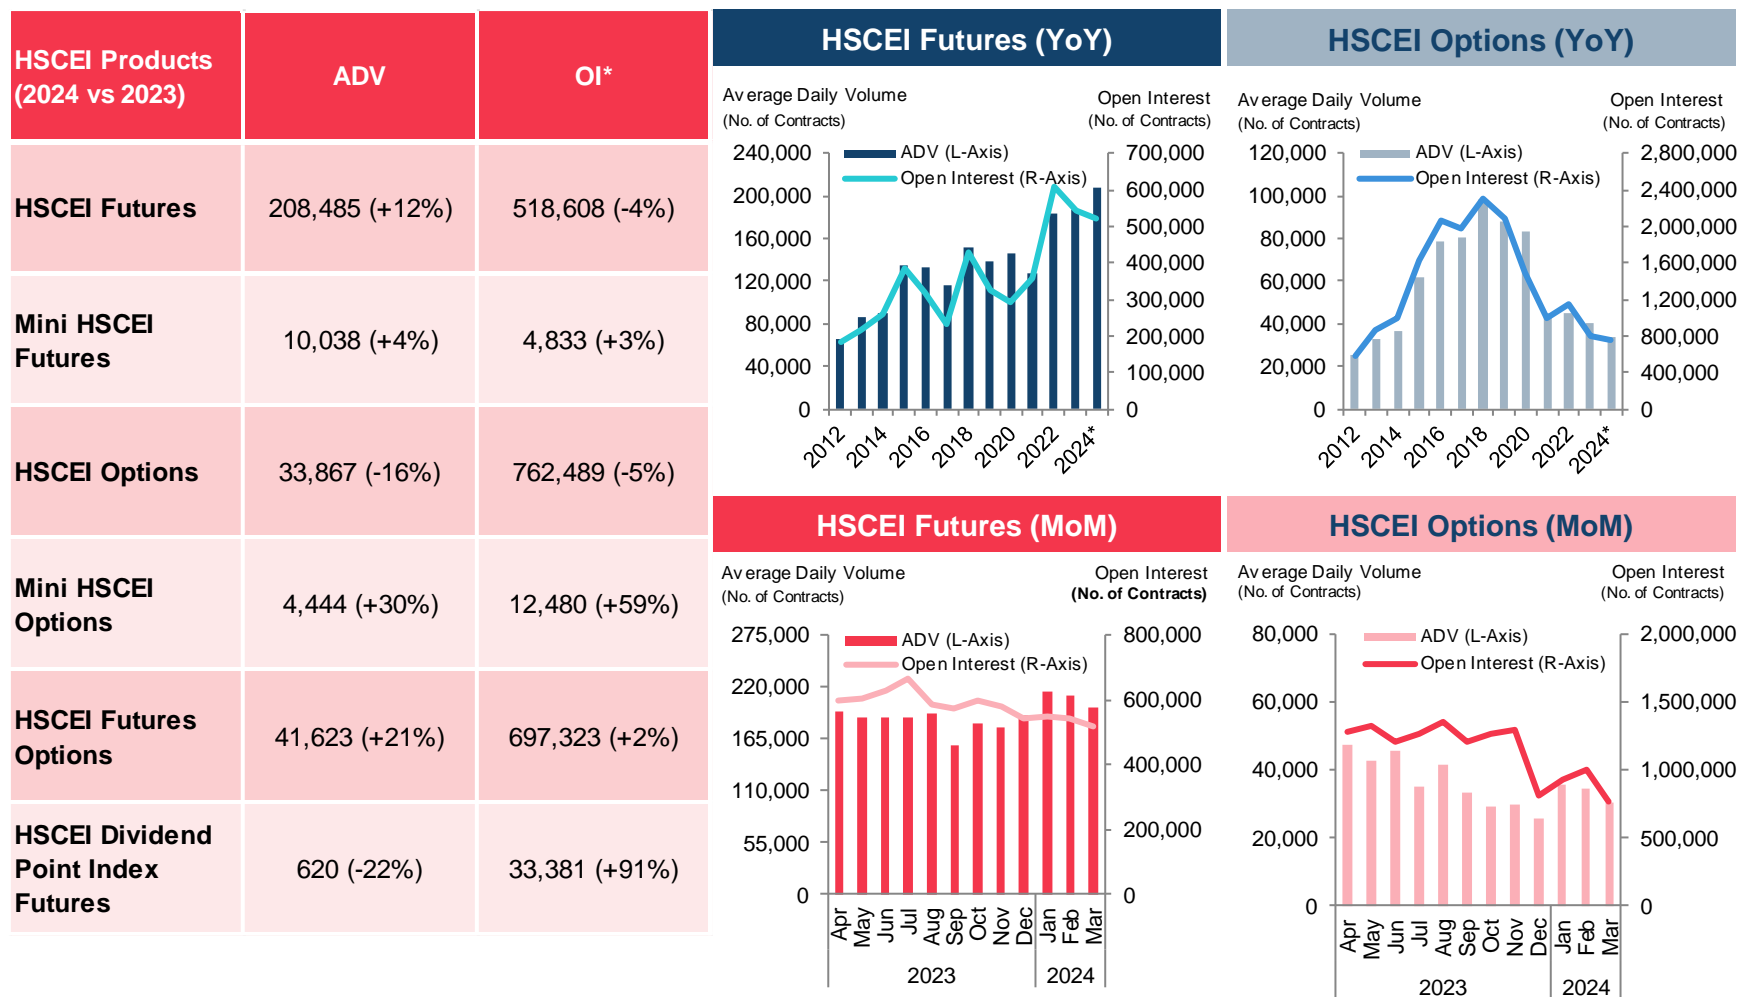 HSCEI Products
(2024 vs 2023)
ADV
OI*
HSCEI Futures
208,485 (+12%)
518,608 (-4%)
Mini HSCEI
Futures
10,038 (+4%)
4,833 (+3%)
HSCEI Options
33,867 (-16%)
762,489 (-5%)
Mini HSCEI
Options
4,444 (+30%)
12,480 (+59%)
HSCEI Futures
Options
41,623 (+21%)
697,323 (+2%)
HSCEI Dividend
Point Index
Futures
620 (-22%)
33,381 (+91%)
HSCEI Futures (YoY)
Average Daily Volume
(No. of Contracts)
Open Interest
(No. of Contracts)
ADV (L-Axis)
Open Interest (R-Axis)
240,000
200,000
160,000
120,000
80,000
40,000
0
700,000
600,000
500,000
400,000
300,000
200,000
100,000
0
2012
2014
2016
2018
2020
2022
2024*
HSCEI Options (YoY)
Average Daily Volume
(No. of Contracts)
Open Interest
(No. of Contracts)
ADV (L-Axis)
Open Interest (R-Axis)
120,000
100,000
80,000
60,000
40,000
20,000
0
2,800,000
2,400,000
2,000,000
1,600,000
1,200,000
800,000
400,000
0
2012
2014
2016
2018
2020
2022
2024*
HSCEI Futures (MoM)
Average Daily Volume
(No. of Contracts)
Open Interest
(No. of Contracts)
ADV (L-Axis)
Open Interest (R-Axis)
275,000
220,000
165,000
110,000
55,000
0
800,000
600,000
400,000
200,000
0
Apr
May
Jun
Jul
Aug
Sep
Oct
Nov
Dec
Jan
Feb
Mar
2023
2024
HSCEI Options (MoM)
Average Daily Volume
(No. of Contracts)
Open Interest
(No. of Contracts)
ADV (L-Axis)
Open Interest (R-Axis)
80,000
60,000
40,000
20,000
0
2,000,000
1,500,000
1,000,000
500,000
0
Apr
May
Jun
Jul
Aug
Sep
Oct
Nov
Dec
Jan
Feb
Mar
2023
2024